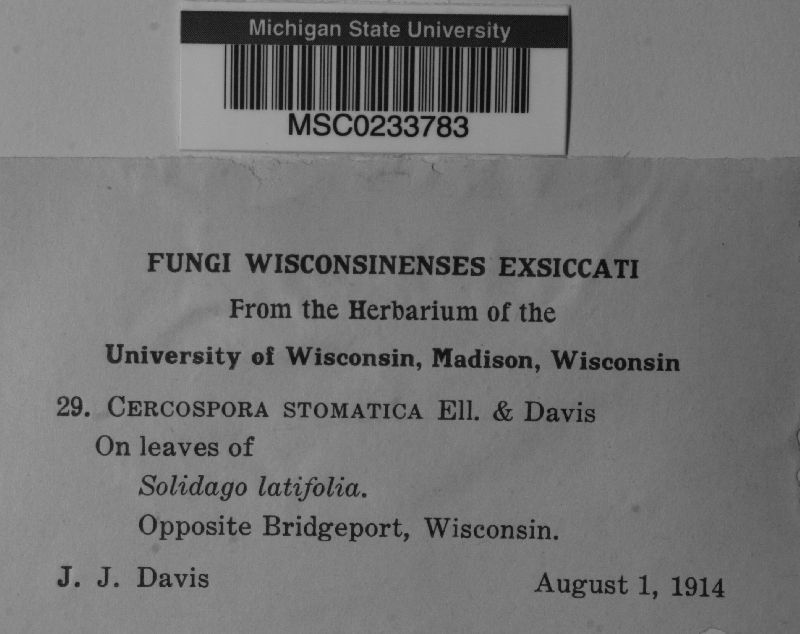 Michigan State University
MSC0233783
FUNGI WISCONSINENSES EXSICCATI
From the Herbarium of the
University of Wisconsin, Madison, Wisconsin
29. CERCOSPORA STOMATICA Ell. & Davis
On leaves of
Solidago latifolia.
Opposite Bridgeport, Wisconsin.
J. J. Davis August 1, 1914